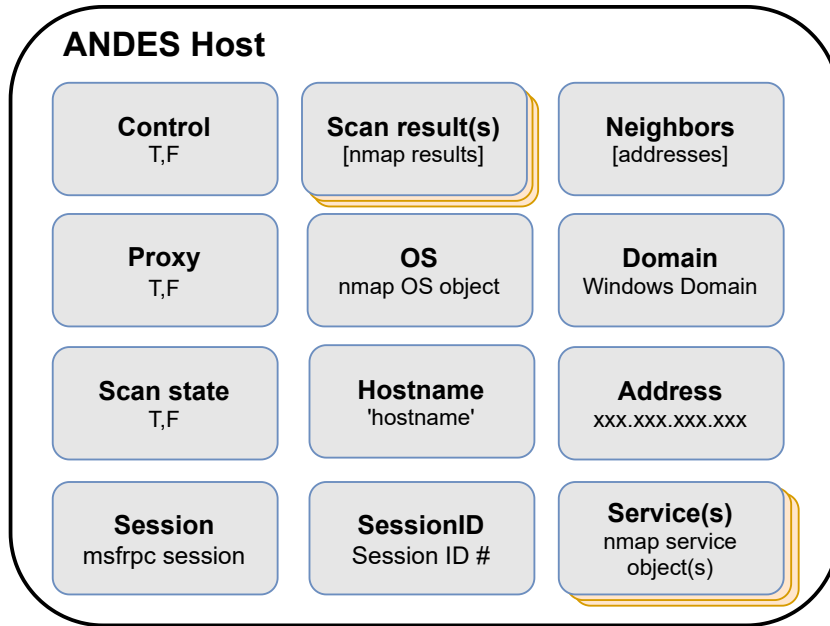 ANDES Host
Control
T,F
Scan result(s)
[nmap results]
Neighbors
[addresses]
Proxy
T,F
OS
nmap OS object
Domain
Windows Domain
Scan state
T,F
Hostname
'hostname'
Address
xxx.xxx.xxx.xxx
Session
msfrpc session
SessionID
Session ID #
Service(s)
nmap service
object(s)